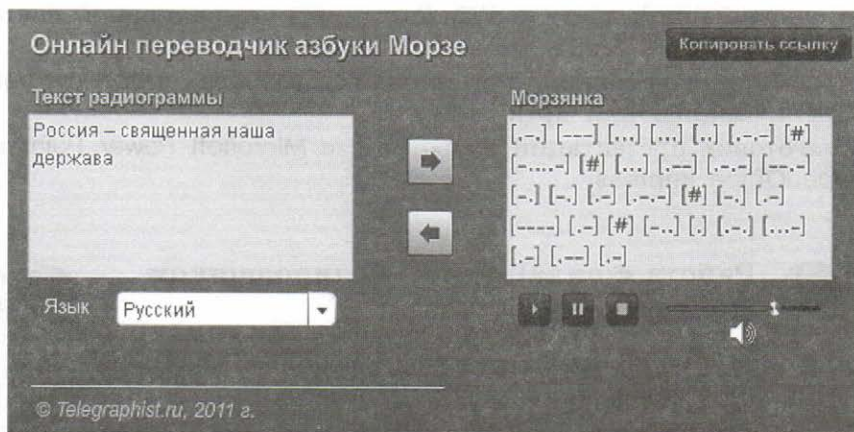 Онлайн переводчик азбуки Морзе
Копировать ссылку
Текст радиограммы
Россия – священная наша
держава
Морзянка
[.-.] [---] [...] [...] [..] [.-.-] [#]
[-....-] [#] [...] [.--] [.-.-] [--.-]
[-.] [-.] [.-] [.-.-] [#] [-.] [.-]
[----] [.-] [#] [-..] [.] [.-.] [...-]
[.-] [.--] [.-]
Язык
Русский
© Telegraphist.ru, 2011 г.